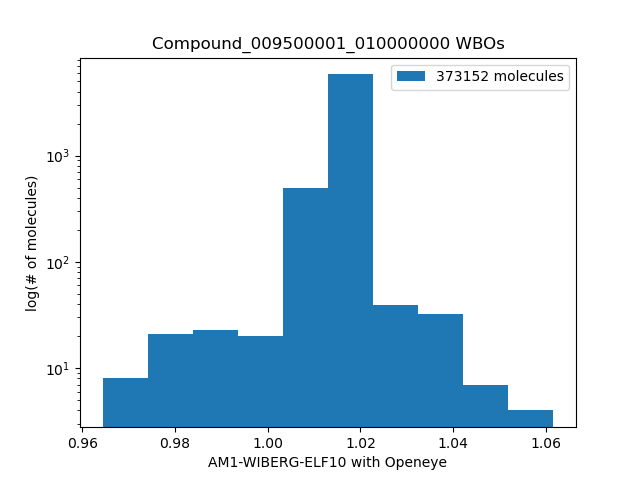 Compound_009500001_010000000 WBOs
373152 molecules
log(# of molecules)
10³
10²
10¹
0.96 0.98 1.00 1.02 1.04 1.06
AM1-WIBERG-ELF10 with Openeye